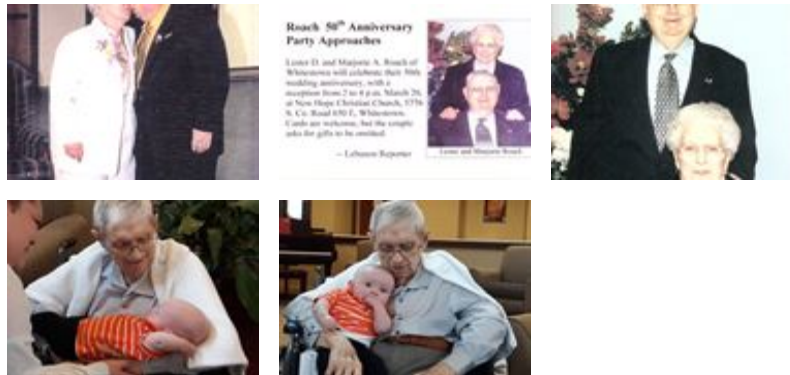 Roach 50th Anniversary
Party Approaches
Lester D. and Marjorie A. Roach of
Whitestown will celebrate their 50th
wedding anniversary, with a
reception from 2 to 4 p.m. March 26,
at New Hope Christian Church, 5776
S. Co. Road 650 E, Whitestown.
Cards are welcome, but the couple
asks for gifts to be omitted.
— Lebanon Reporter
Lester and Marjorie Roach